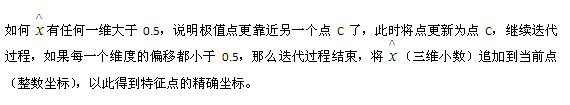 如何 x̂ 有任何一维大于 0.5，说明极值点更靠近另一个点 C 了，此时将点更新为点 C，继续迭代
过程，如果每一个维度的偏移都小于 0.5，那么迭代过程结束，将 x̂（三维小数）追加到当前点
（整数坐标），以此得到特征点的精确坐标。